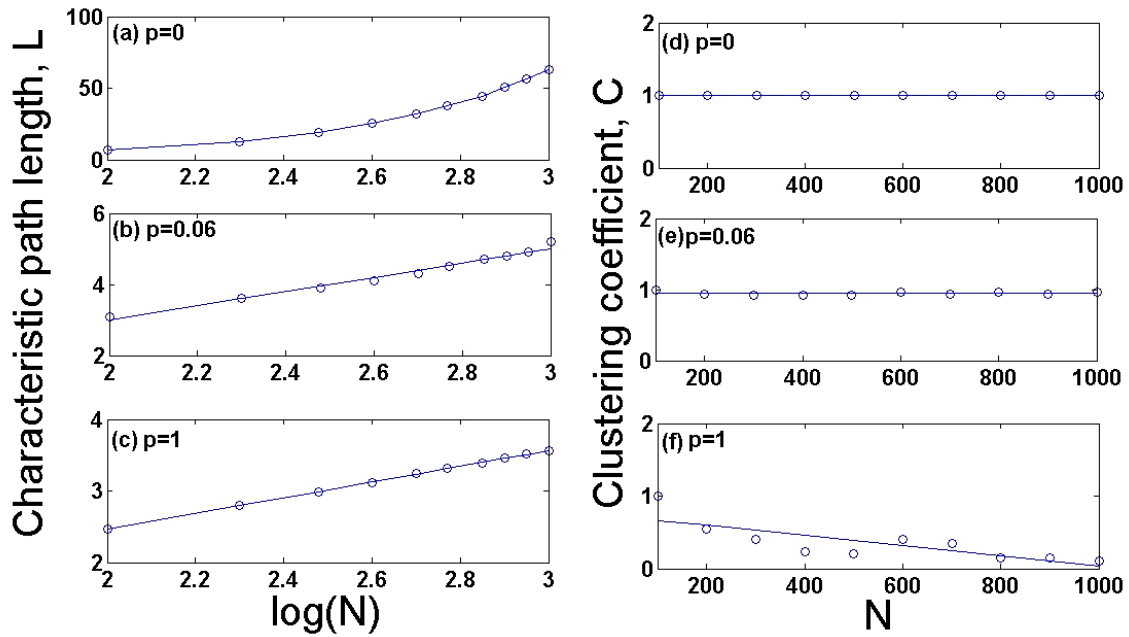 Characteristic path length, L
(a) p=0
100
50
0
2 2.2 2.4 2.6 2.8 3
(b) p=0.06
6
4
2
2 2.2 2.4 2.6 2.8 3
(c) p=1
4
3
2
2 2.2 2.4 2.6 2.8 3
log(N)
Clustering coefficient, C
(d) p=0
2
1
0
200 400 600 800 1000
(e)p=0.06
2
1
0
200 400 600 800 1000
(f) p=1
2
1
0
200 400 600 800 1000
N